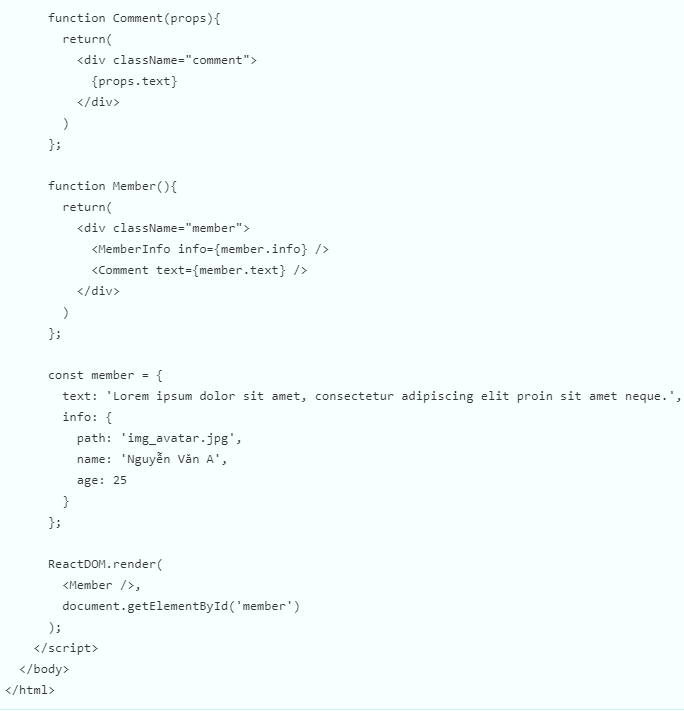 function Comment(props){
return(
<div className="comment">
{props.text}
</div>
)
};
function Member(){
return(
<div className="member">
<MemberInfo info={member.info} />
<Comment text={member.text} />
</div>
)
};
const member = {
text: 'Lorem ipsum dolor sit amet, consectetur adipiscing elit proin sit amet neque.',
info: {
path: 'img_avatar.jpg',
name: 'Nguyễn Văn A',
age: 25
}
};
ReactDOM.render(
<Member />,
document.getElementById('member')
);
</script>
</body>
</html>